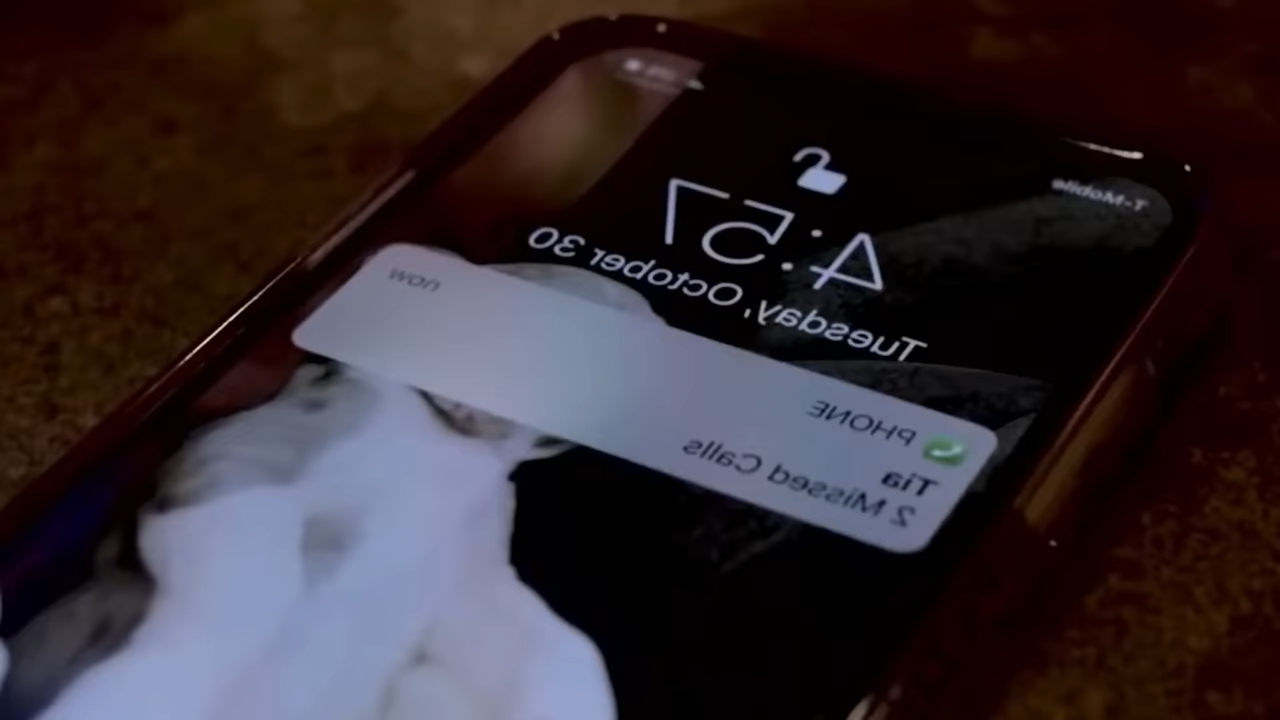 T-Mobile
4:57
Tuesday, October 30
PHONE
now
Tia
2 Missed Calls